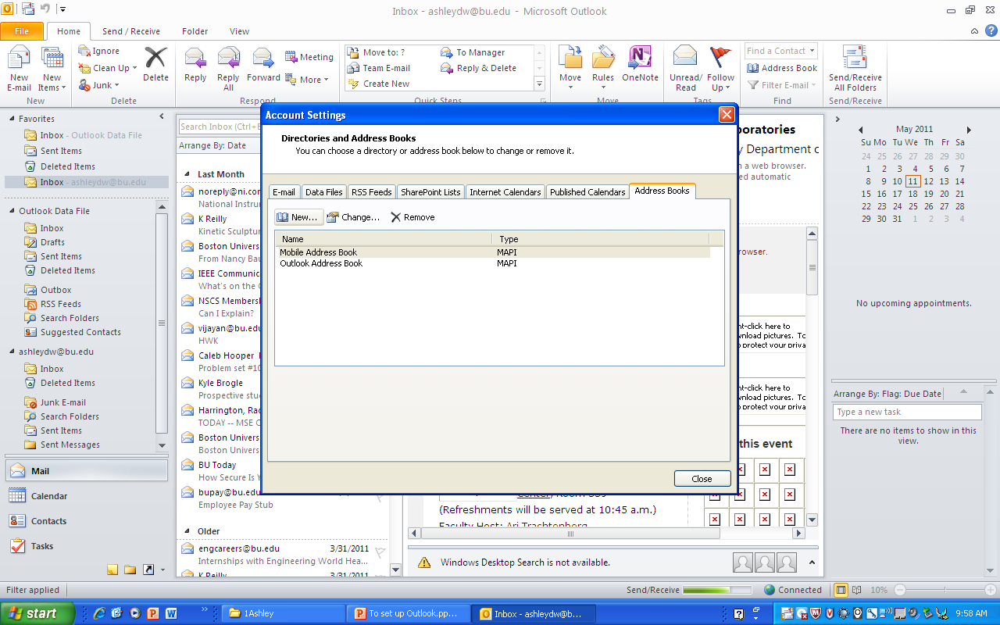 Inbox - ashleydw@bu.edu - Microsoft Outlook
File Home Send / Receive Folder View
New E-mail
New Items
New
Ignore
Clean Up
Junk
Delete
Delete
Reply
Reply All
Forward
Meeting
More
Respond
Move to: ?
Team E-mail
Create New
To Manager
Reply & Delete
Quick Steps
Move
Rules
OneNote
Move
Unread/ Read
Follow Up
Tags
Find a Contact
Address Book
Filter E-mail
Find
Send/Receive All Folders
Send/Receive
Favorites
Inbox - Outlook Data File
Sent Items
Deleted Items
Inbox - ashleydw@bu.edu
Outlook Data File
Inbox
Drafts
Sent Items
Deleted Items
Outbox
RSS Feeds
Search Folders
Suggested Contacts
ashleydw@bu.edu
Inbox
Deleted Items
Junk E-mail
Search Folders
Sent Items
Sent Messages
Mail
Calendar
Contacts
Tasks
Search Inbox (Ctrl+E
Arrange By: Date
Last Month
noreply@ni.com
National Instrum
K Reilly
Kinetic Sculptur
Boston Univers
From Nancy Bau
IEEE Communic
What's on the
NSCS Membersh
Can I Explain?
vijayan@bu.edu
HWK
Caleb Hooper
Problem set #10
Kyle Brogle
Prospective stud
Harrington, Rac
TODAY -- MSE C
Boston Univers
Boston Univers
BU Today
How Secure Is Y
bupay@bu.edu
Employee Pay Stub
Older
engcareers@bu.edu 3/31/2011
Internships with Engineering World Hea...
K Reilly 3/31/2011
Account Settings
Directories and Address Books
You can choose a directory or address book below to change or remove it.
E-mail Data Files RSS Feeds SharePoint Lists Internet Calendars Published Calendars Address Books
New... Change... Remove
Name Type
Mobile Address Book MAPI
Outlook Address Book MAPI
Close
boratories
y Department o
n a web browser.
ted automatic
rowser.
ht-click here to
wnload pictures. To
o protect your priva
ht-click here to
wnload pictures. To
o protect your priva
this event
Center, Room 339
(Refreshments will be served at 10:45 a.m.)
Faculty Host: Ari Trachtenberg
Windows Desktop Search is not available.
May 2011
Su Mo Tu We Th Fr Sa
24 25 26 27 28 29 30
1 2 3 4 5 6 7
8 9 10 11 12 13 14
15 16 17 18 19 20 21
22 23 24 25 26 27 28
29 30 31 1 2 3 4
No upcoming appointments.
Arrange By: Flag: Due Date
Type a new task
There are no items to show in this view.
Filter applied
Send/Receive
Connected
10%
start
1Ashley
To set up Outlook.pp...
Inbox - ashleydw@b...
9:58 AM